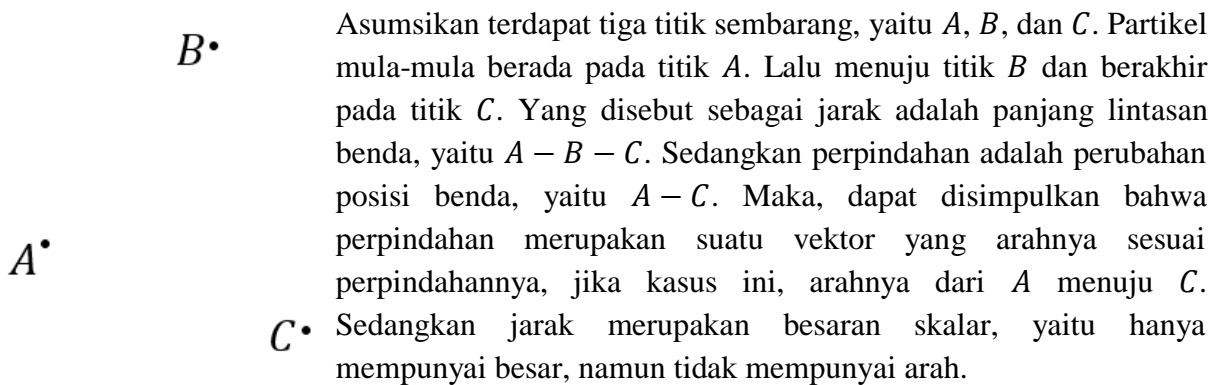 B
A
C
Asumsikan terdapat tiga titik sembarang, yaitu A, B, dan C. Partikel
mula-mula berada pada titik A. Lalu menuju titik B dan berakhir
pada titik C. Yang disebut sebagai jarak adalah panjang lintasan
benda, yaitu A − B − C. Sedangkan perpindahan adalah perubahan
posisi benda, yaitu A − C. Maka, dapat disimpulkan bahwa
perpindahan merupakan suatu vektor yang arahnya sesuai
perpindahannya, jika kasus ini, arahnya dari A menuju C.
Sedangkan jarak merupakan besaran skalar, yaitu hanya
mempunyai besar, namun tidak mempunyai arah.